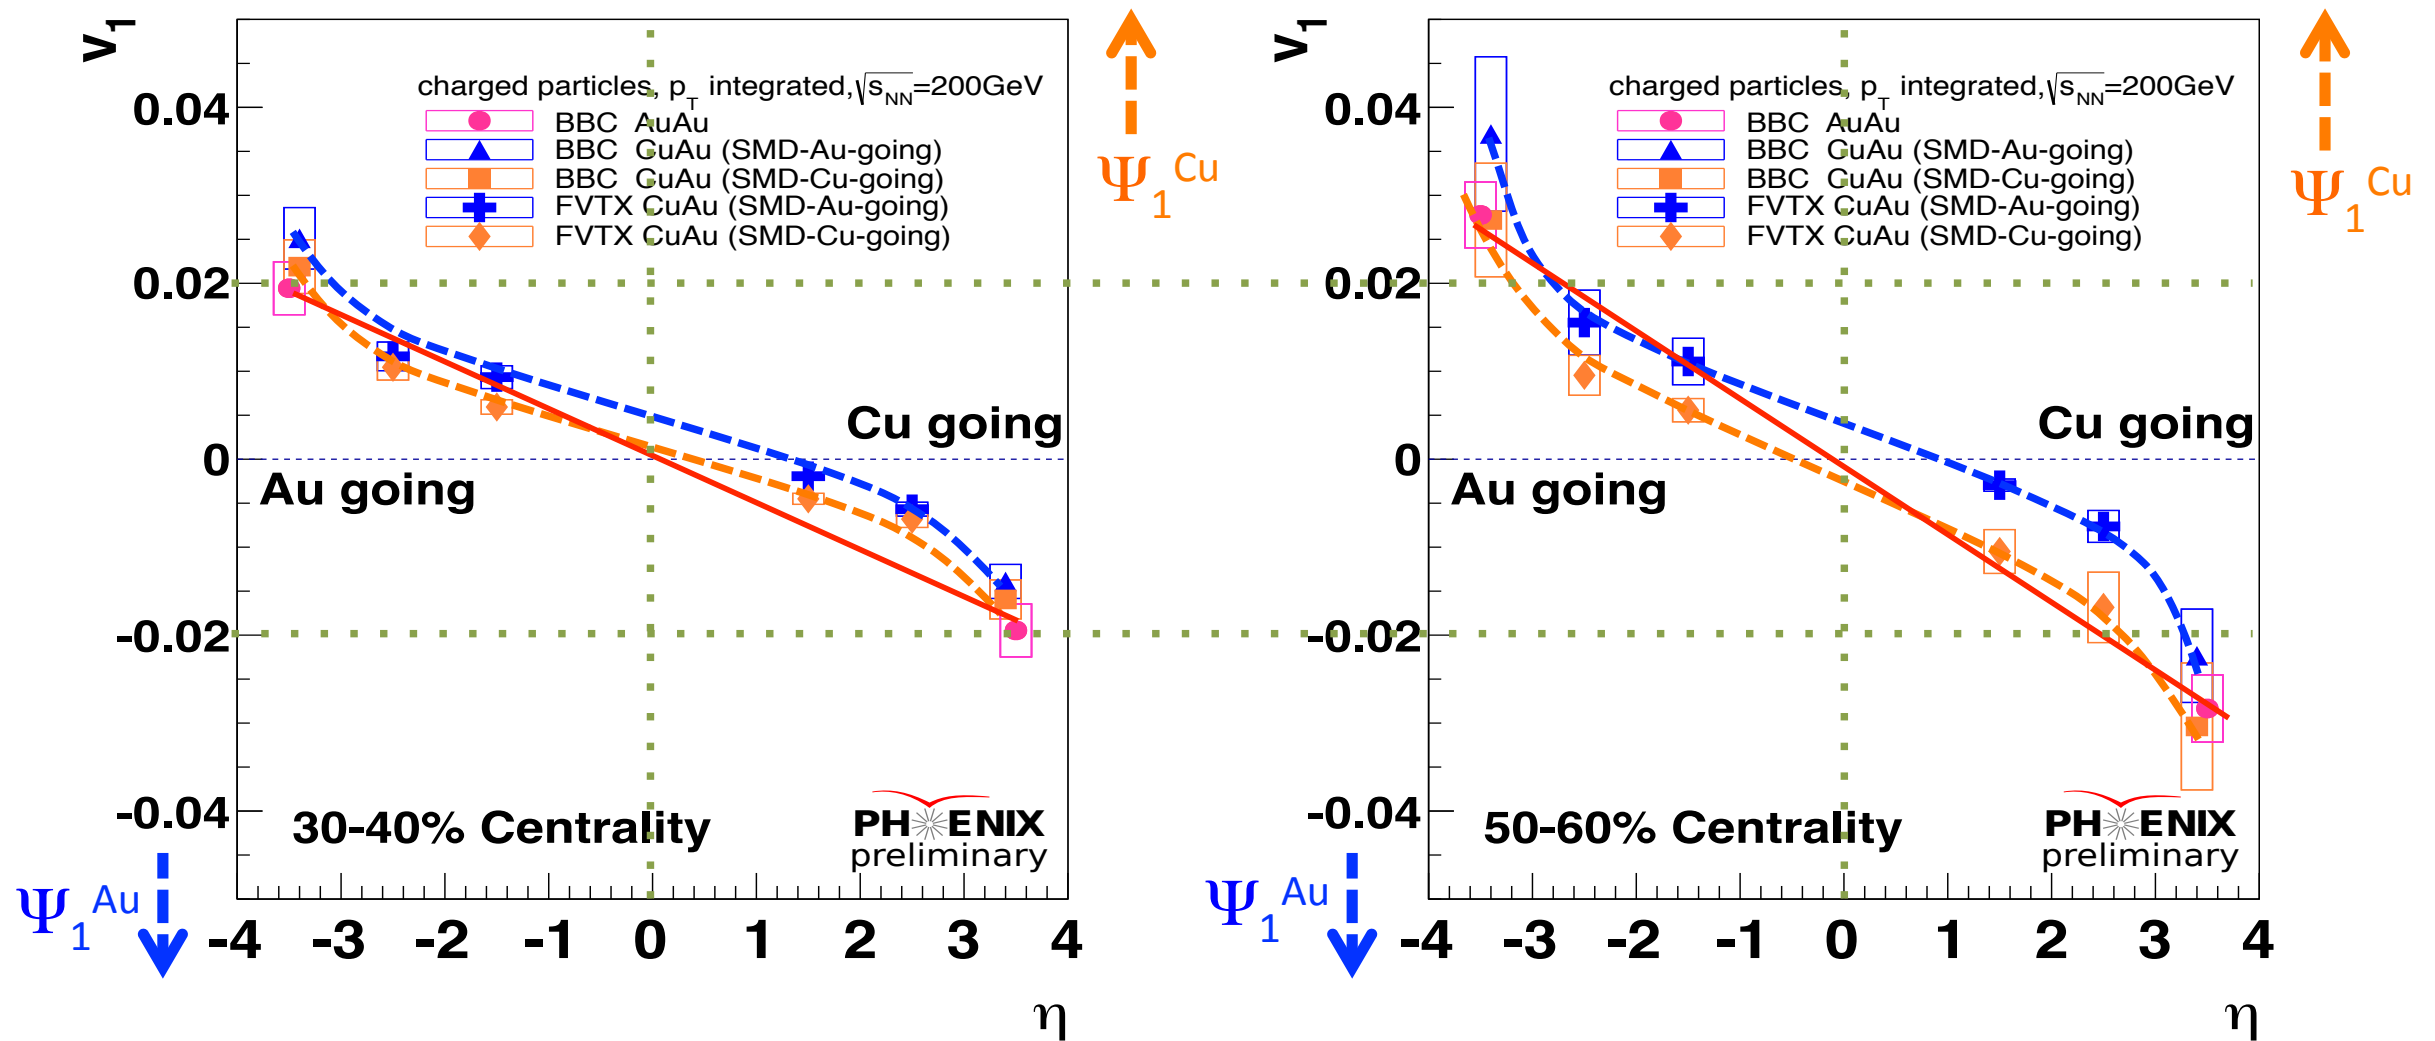 v1
charged particles, pT integrated,√sNN=200GeV
BBC AuAu
BBC CuAu (SMD-Au-going)
BBC CuAu (SMD-Cu-going)
FVTX CuAu (SMD-Au-going)
FVTX CuAu (SMD-Cu-going)
0.04
0.02
0
-0.02
-0.04
Cu going
Au going
30-40% Centrality
PHENIX
preliminary
-4 -3 -2 -1 0 1 2 3 4
η
Ψ1Au
Ψ1Cu
v1
charged particles, pT integrated,√sNN=200GeV
BBC AuAu
BBC CuAu (SMD-Au-going)
BBC CuAu (SMD-Cu-going)
FVTX CuAu (SMD-Au-going)
FVTX CuAu (SMD-Cu-going)
0.04
0.02
0
-0.02
-0.04
Cu going
Au going
50-60% Centrality
PHENIX
preliminary
-4 -3 -2 -1 0 1 2 3 4
η
Ψ1Au
Ψ1Cu